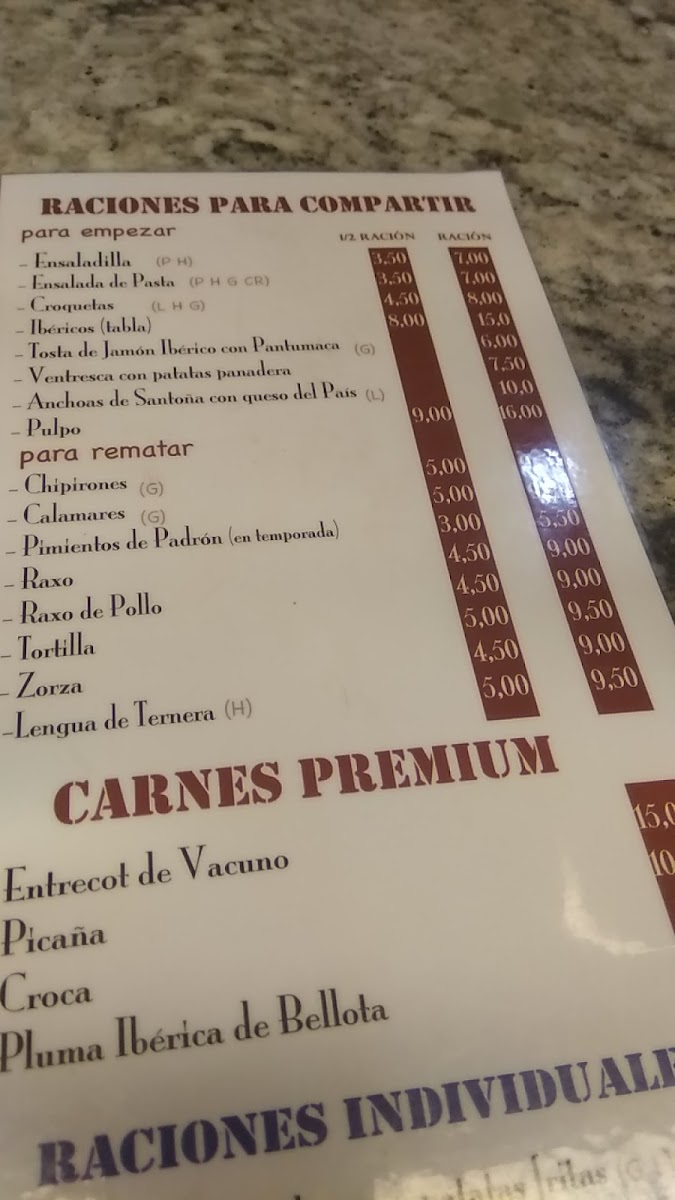 RACIONES PARA COMPARTIR
para empezar 1/2 RACIÓN RACIÓN
- Ensaladilla (P H) 3,50 7,00
- Ensalada de Pasta (P H G CR) 3,50 7,00
- Croquetas (L H G) 4,50 8,00
- Ibéricos (tabla) 8,00 15,0
- Tosta de Jamón Ibérico con Pantumaca (G) 6,00
- Ventresca con patatas panadera 7,50
- Anchoas de Santoña con queso del País (L) 10,0
- Pulpo 9,00 16,00
para rematar
- Chipirones (G) 5,00
- Calamares (G) 5,00
- Pimientos de Padrón (en temporada) 3,00 5,50
- Raxo 4,50 9,00
- Raxo de Pollo 4,50 9,00
- Tortilla 5,00 9,50
- Zorza 4,50 9,00
-Lengua de Ternera (H) 5,00 9,50
CARNES PREMIUM
Entrecot de Vacuno 15,0
Picaña 10
Croca
Pluma Ibérica de Bellota
RACIONES INDIVIDUALE